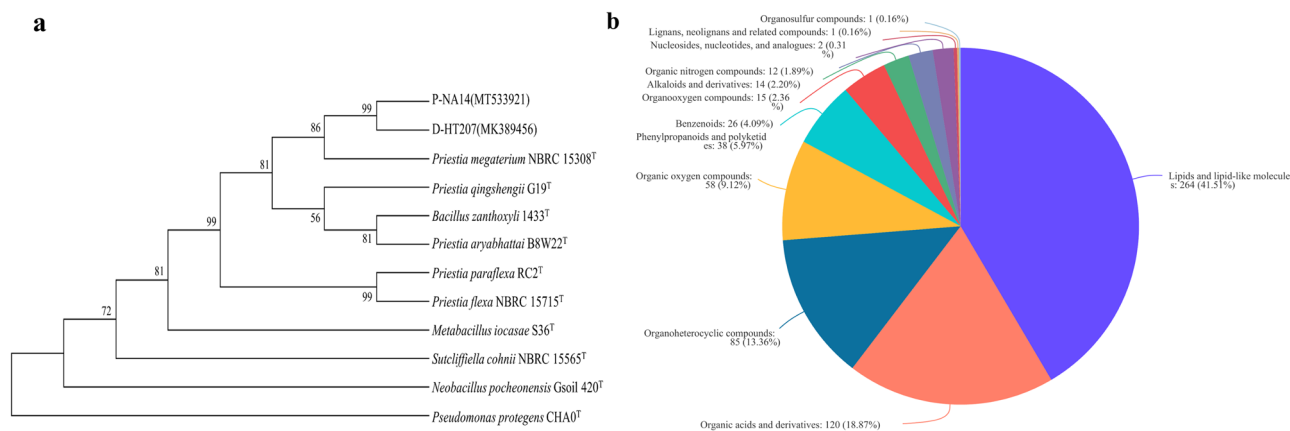 a
99
86
81
56
81
99
99
81
72
P-NA14(MT533921)
D-HT207(MK389456)
Priestia megaterium NBRC 15308T
Priestia qingshengii G19T
Bacillus zanthoxyli 1433T
Priestia aryabhattai B8W22T
Priestia paraflexa RC2T
Priestia flexa NBRC 15715T
Metabacillus iocasae S36T
Sutcliffiella cohnii NBRC 15565T
Neobacillus pocheonensis Gsoil 420T
Pseudomonas protegens CHA0T
b
Organosulfur compounds: 1 (0.16%)
Lignans, neolignans and related compounds: 1 (0.16%)
Nucleosides, nucleotides, and analogues: 2 (0.31
%)
Organic nitrogen compounds: 12 (1.89%)
Alkaloids and derivatives: 14 (2.20%)
Organooxygen compounds: 15 (2.36
%)
Benzenoids: 26 (4.09%)
Phenylpropanoids and polyketid
es: 38 (5.97%)
Organic oxygen compounds:
58 (9.12%)
Organoheterocyclic compounds:
85 (13.36%)
Organic acids and derivatives: 120 (18.87%)
Lipids and lipid-like molecule
s: 264 (41.51%)